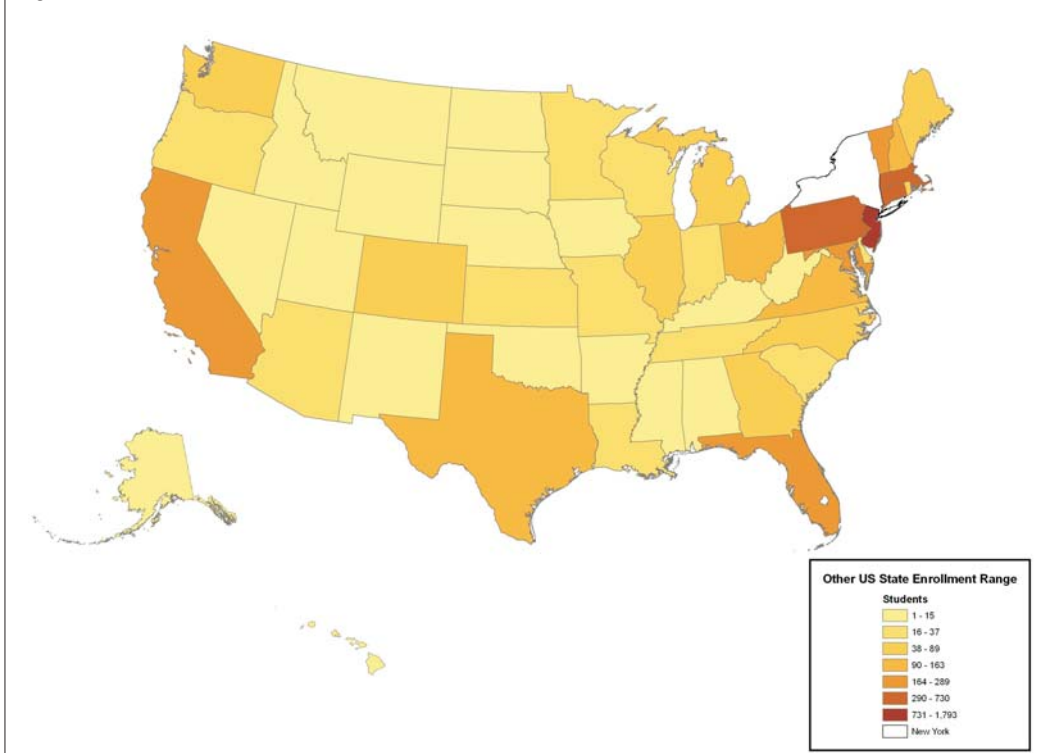 Other US State Enrollment Range
Students
1 - 15
16 - 37
38 - 89
90 - 163
164 - 289
290 - 730
731 - 1,793
New York